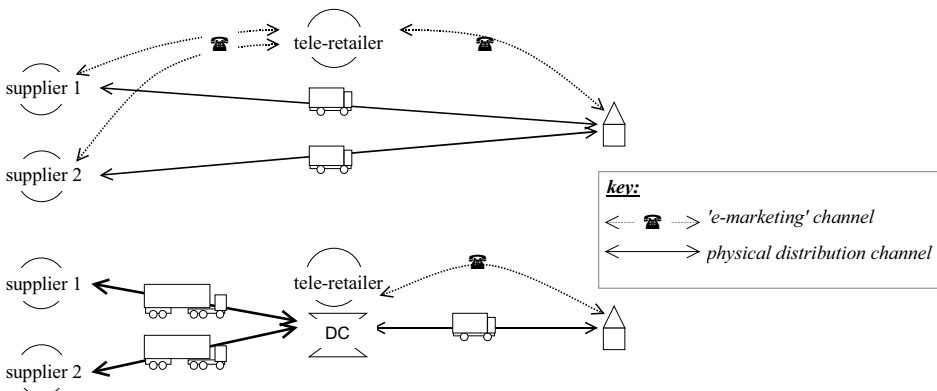 tele-retailer
supplier 1
supplier 2
key:
'e-marketing' channel
physical distribution channel
supplier 1
tele-retailer
DC
supplier 2